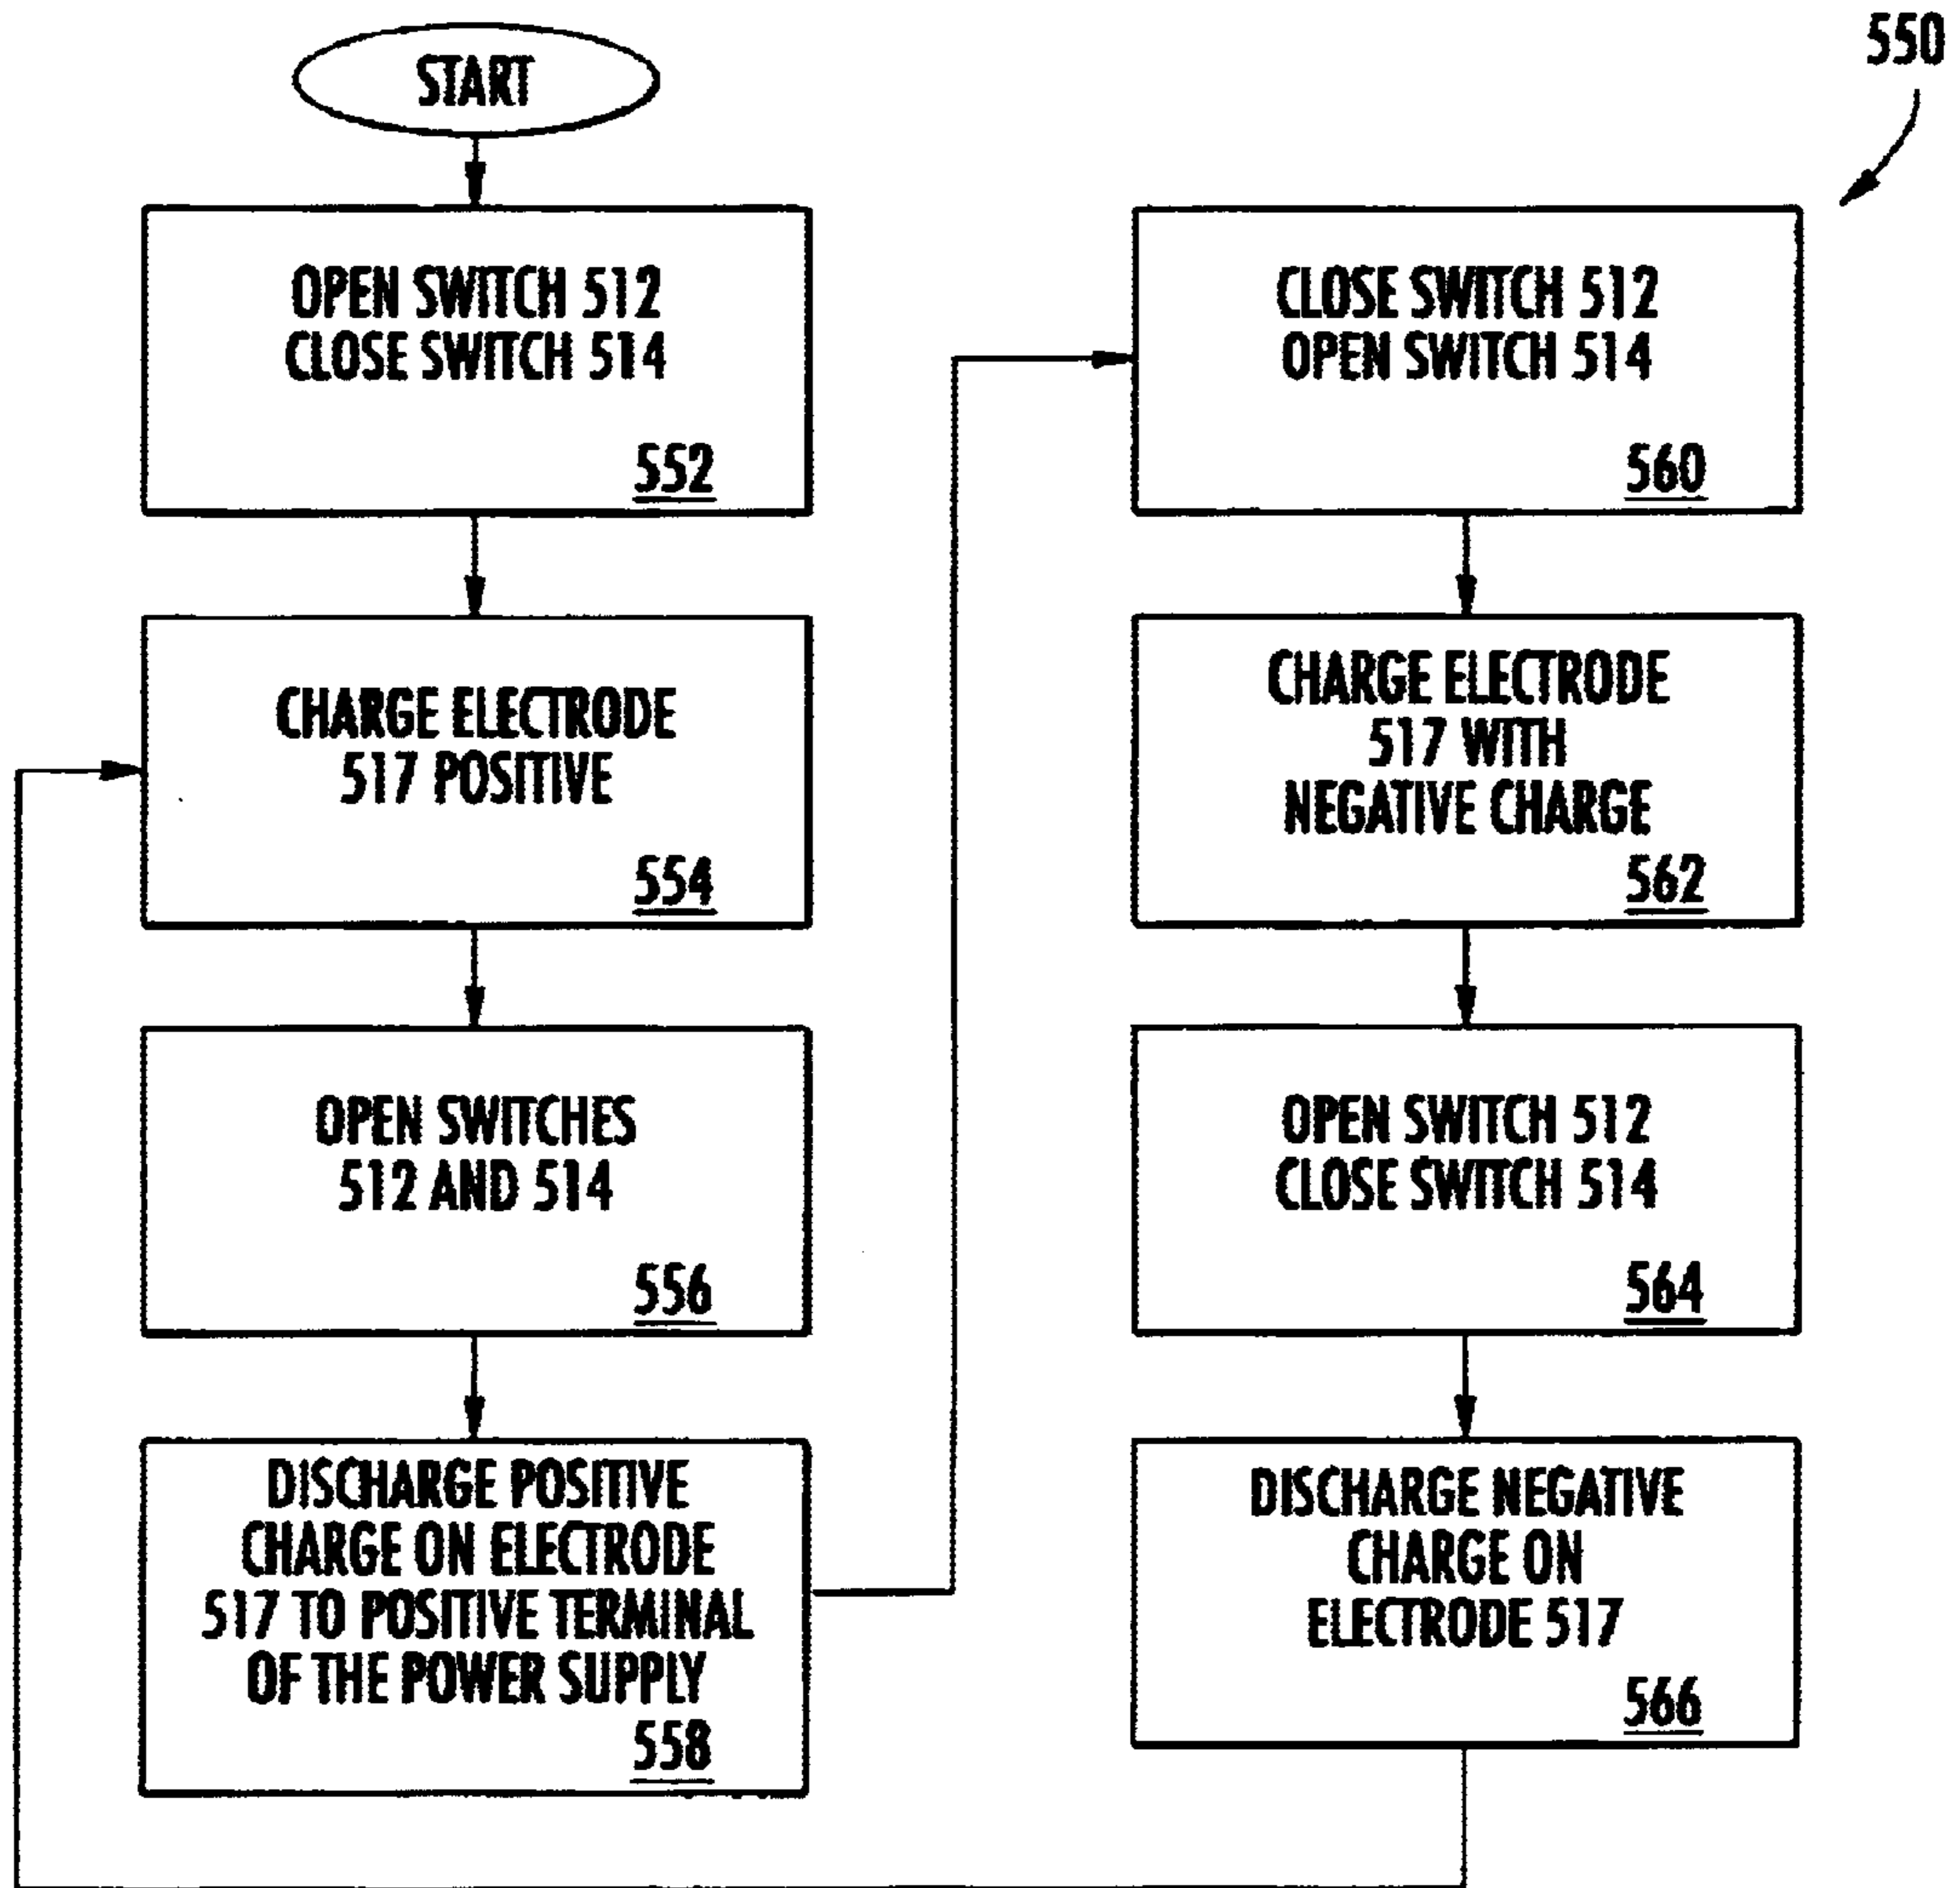 START
550
OPEN SWITCH 512
CLOSE SWITCH 514
552
CHARGE ELECTRODE
517 POSITIVE
554
OPEN SWITCHES
512 AND 514
556
DISCHARGE POSITIVE
CHARGE ON ELECTRODE
517 TO POSITIVE TERMINAL
OF THE POWER SUPPLY
558
CLOSE SWITCH 512
OPEN SWITCH 514
560
CHARGE ELECTRODE
517 WITH
NEGATIVE CHARGE
562
OPEN SWITCH 512
CLOSE SWITCH 514
564
DISCHARGE NEGATIVE
CHARGE ON
ELECTRODE 517
566